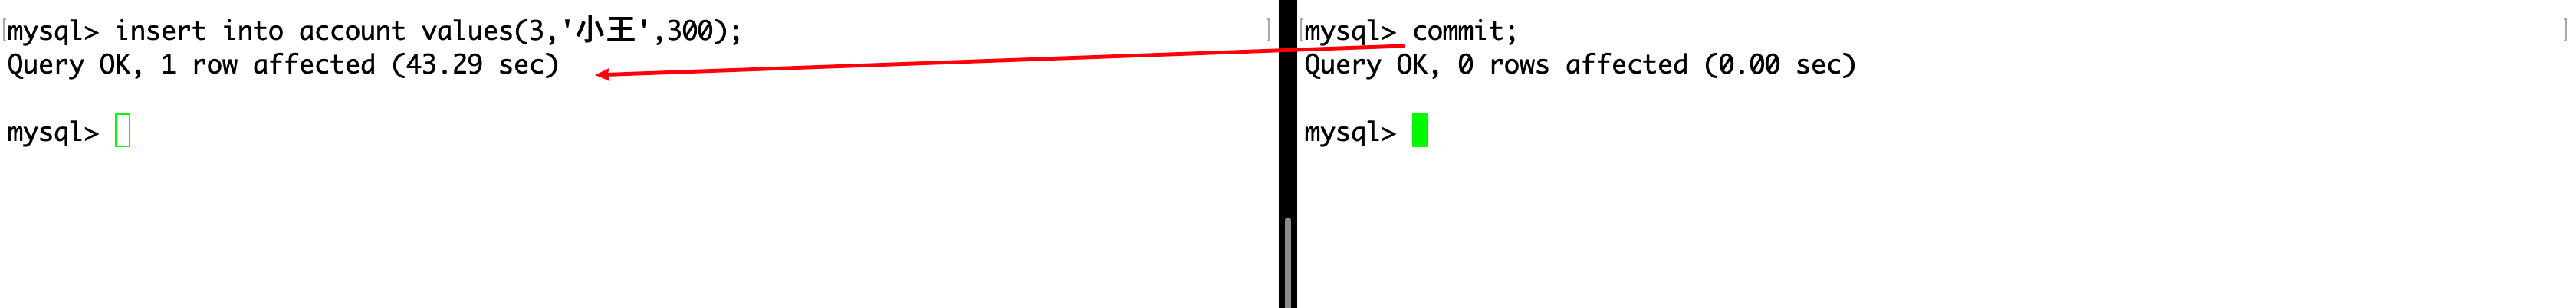 mysql> insert into account values(3,'小王',300);
Query OK, 1 row affected (43.29 sec)
mysql>
mysql> commit;
Query OK, 0 rows affected (0.00 sec)
mysql>